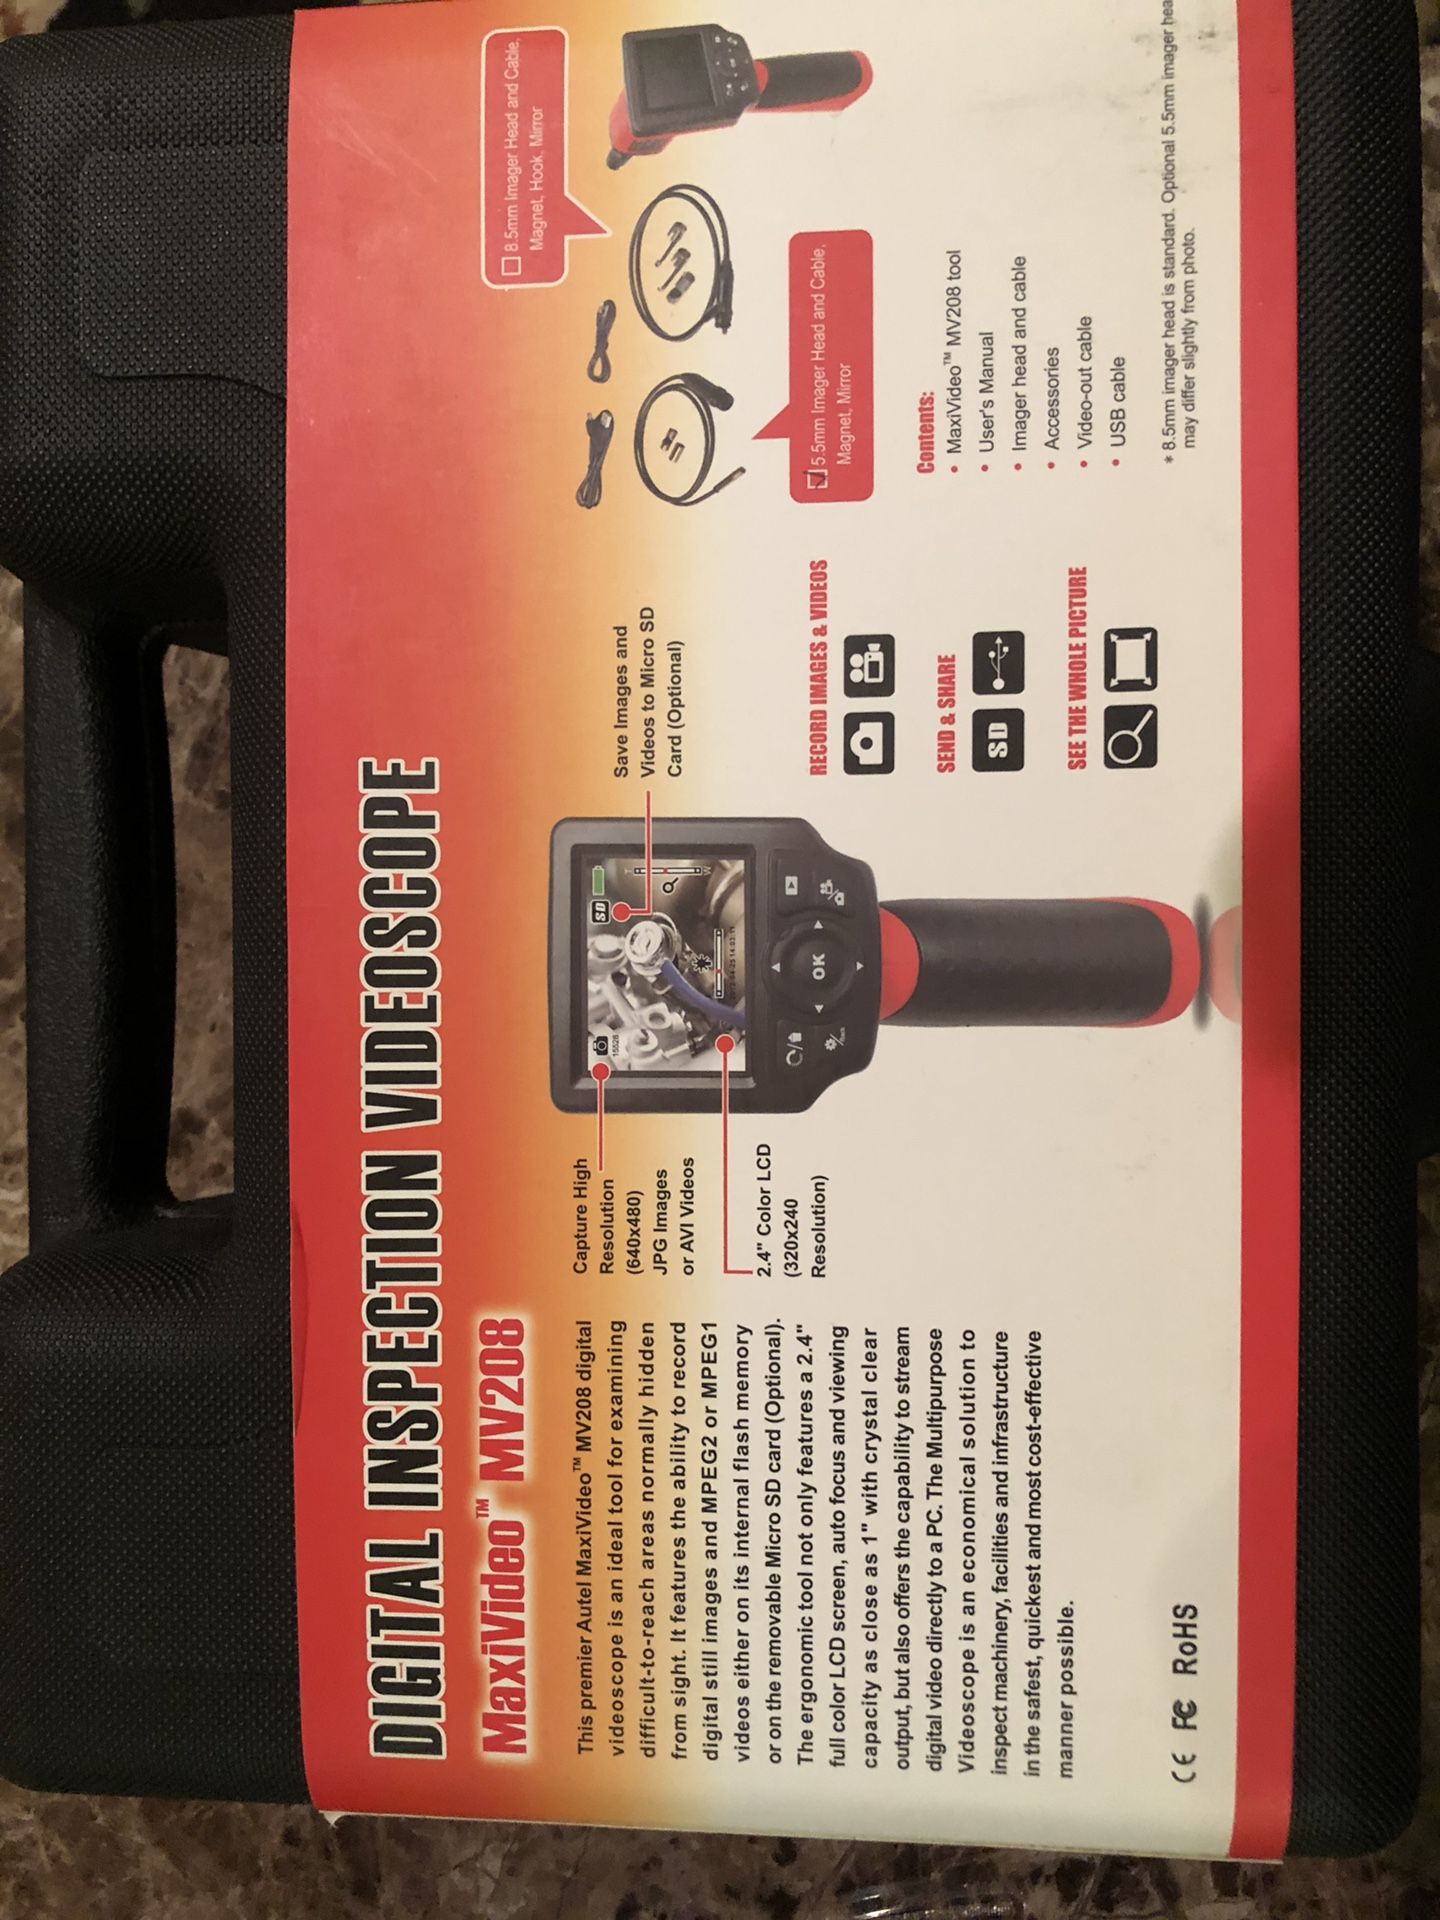 DIGITAL INSPECTION VIDEOSCOPE
MaxiVideo™ MV208
This premier Autel MaxiVideo™ MV208 digital
videoscope is an ideal tool for examining
difficult-to-reach areas normally hidden
from sight. It features the ability to record
digital still images and MPEG2 or MPEG1
videos either on its internal flash memory
or on the removable Micro SD card (Optional).
The ergonomic tool not only features a 2.4"
full color LCD screen, auto focus and viewing
capacity as close as 1" with crystal clear
output, but also offers the capability to stream
digital video directly to a PC. The Multipurpose
Videoscope is an economical solution to
inspect machinery, facilities and infrastructure
in the safest, quickest and most cost-effective
manner possible.
CE FC RoHS
Capture High
Resolution
(640x480)
JPG Images
or AVI Videos
2.4" Color LCD
(320x240
Resolution)
15528
SD
T
W
OK
Save Images and
Videos to Micro SD
Card (Optional)
RECORD IMAGES & VIDEOS
SEND & SHARE
SD
SEE THE WHOLE PICTURE
☐ 8.5mm Imager Head and Cable,
Magnet, Hook, Mirror
☑ 5.5mm Imager Head and Cable,
Magnet, Mirror
Contents:
• MaxiVideo™ MV208 tool
• User's Manual
• Imager head and cable
• Accessories
• Video-out cable
• USB cable
* 8.5mm imager head is standard. Optional 5.5mm imager hea
may differ slightly from photo.